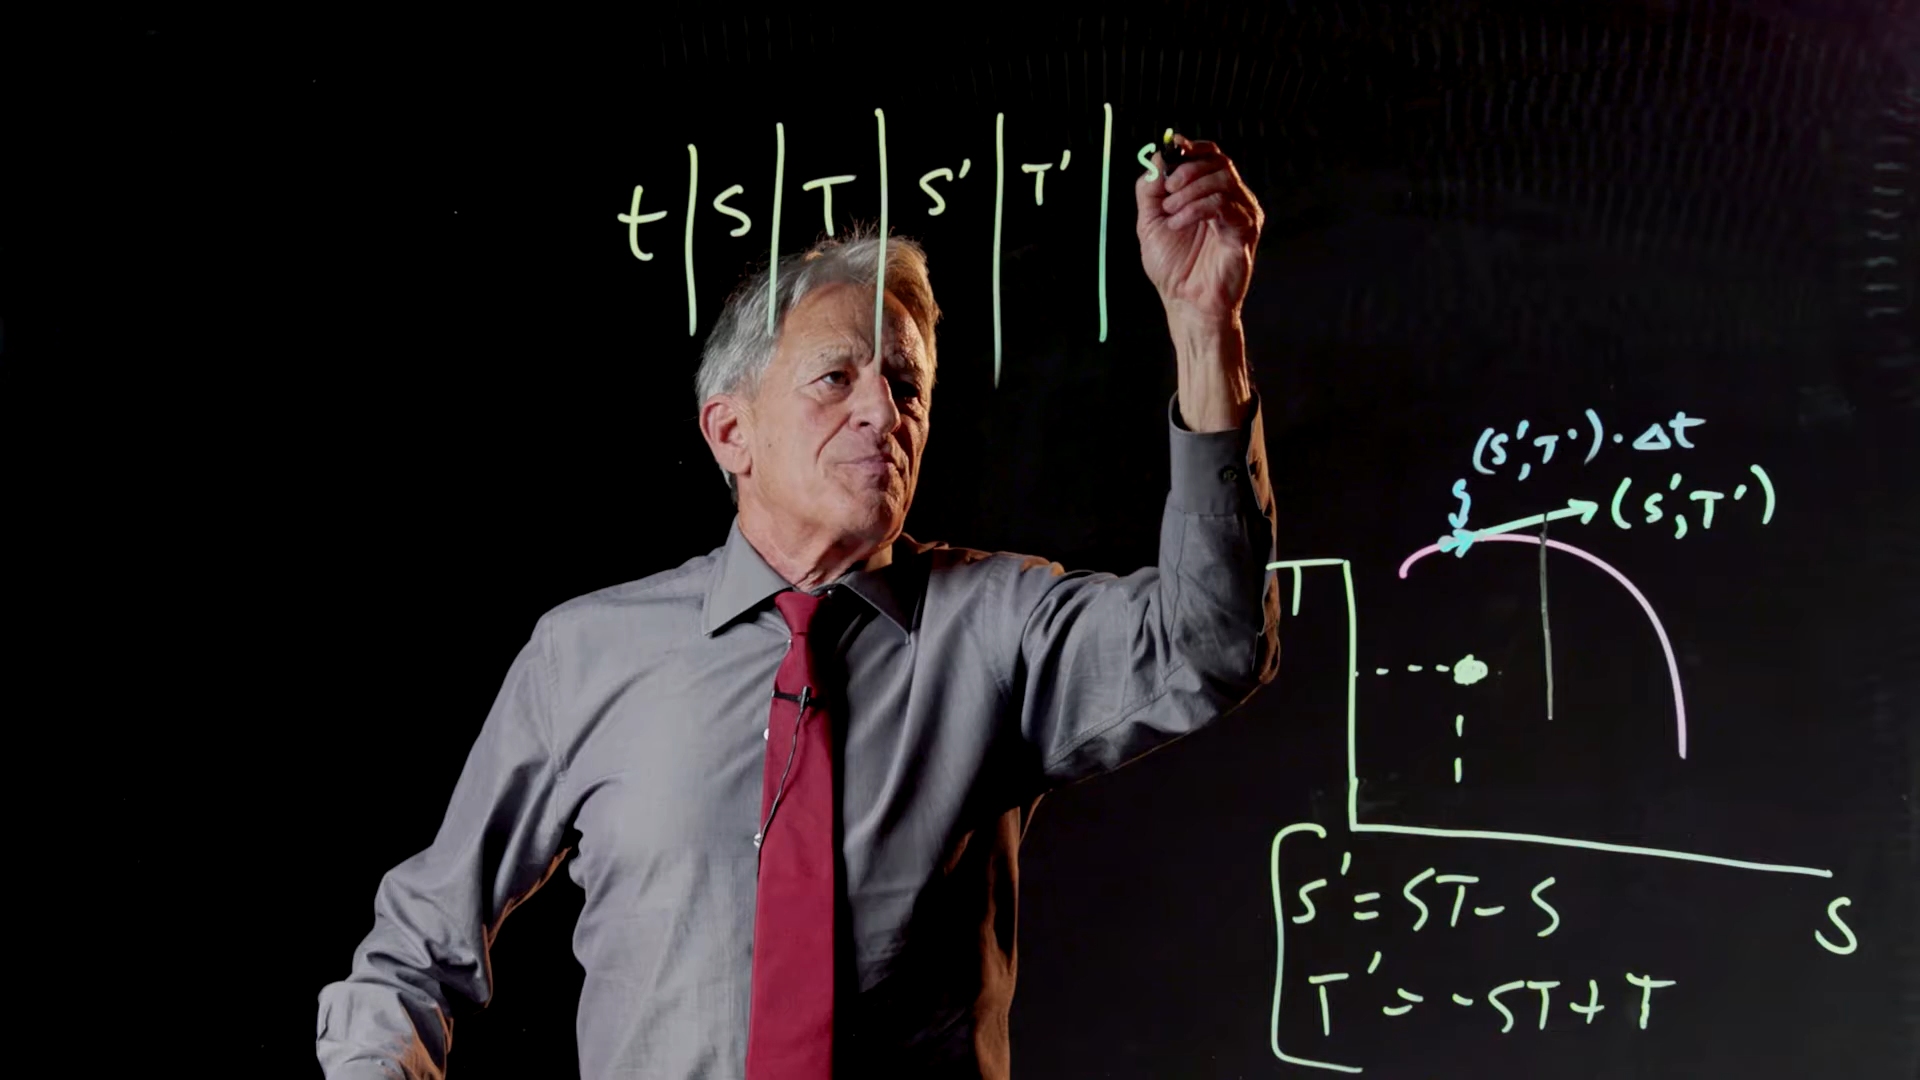 t | S | T | S' | T' | S
(S', T') · Δt
(S', T')
T
S
S' = ST - S
T' = -ST + T